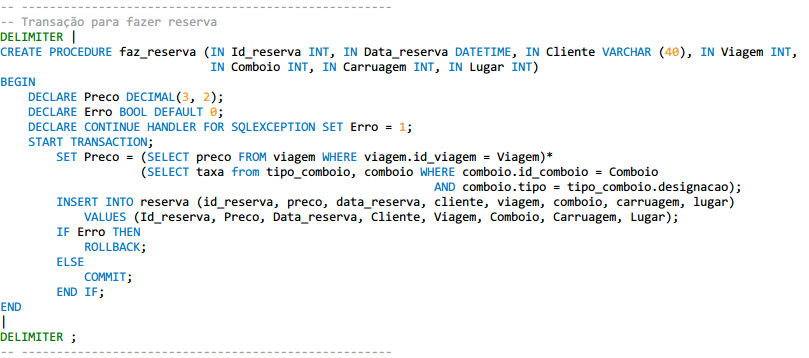 -- -----------------------------------------------------
-- Transação para fazer reserva
DELIMITER |
CREATE PROCEDURE faz_reserva (IN Id_reserva INT, IN Data_reserva DATETIME, IN Cliente VARCHAR (40), IN Viagem INT,
IN Comboio INT, IN Carruagem INT, IN Lugar INT)
BEGIN
DECLARE Preco DECIMAL(3, 2);
DECLARE Erro BOOL DEFAULT 0;
DECLARE CONTINUE HANDLER FOR SQLEXCEPTION SET Erro = 1;
START TRANSACTION;
SET Preco = (SELECT preco FROM viagem WHERE viagem.id_viagem = Viagem)*
(SELECT taxa from tipo_comboio, comboio WHERE comboio.id_comboio = Comboio
AND comboio.tipo = tipo_comboio.designacao);
INSERT INTO reserva (id_reserva, preco, data_reserva, cliente, viagem, comboio, carruagem, lugar)
VALUES (Id_reserva, Preco, Data_reserva, Cliente, Viagem, Comboio, Carruagem, Lugar);
IF Erro THEN
ROLLBACK;
ELSE
COMMIT;
END IF;
END
|
DELIMITER ;
-- -----------------------------------------------------